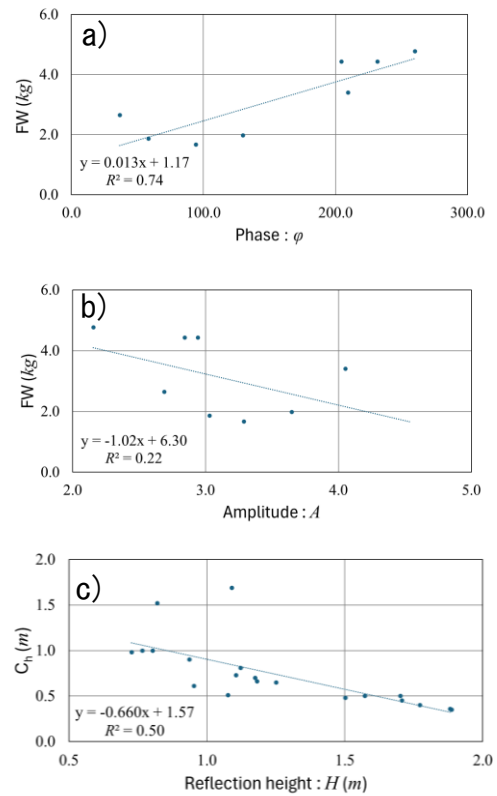 a)
6.0
4.0
2.0
0.0
FW (kg)
y = 0.013x + 1.17
R² = 0.74
0.0 100.0 200.0 300.0
Phase : φ
b)
6.0
4.0
2.0
0.0
FW (kg)
y = -1.02x + 6.30
R² = 0.22
2.0 3.0 4.0 5.0
Amplitude : A
c)
2.0
1.5
1.0
0.5
0.0
Cₕ (m)
y = -0.660x + 1.57
R² = 0.50
0.5 1.0 1.5 2.0
Reflection height : H (m)